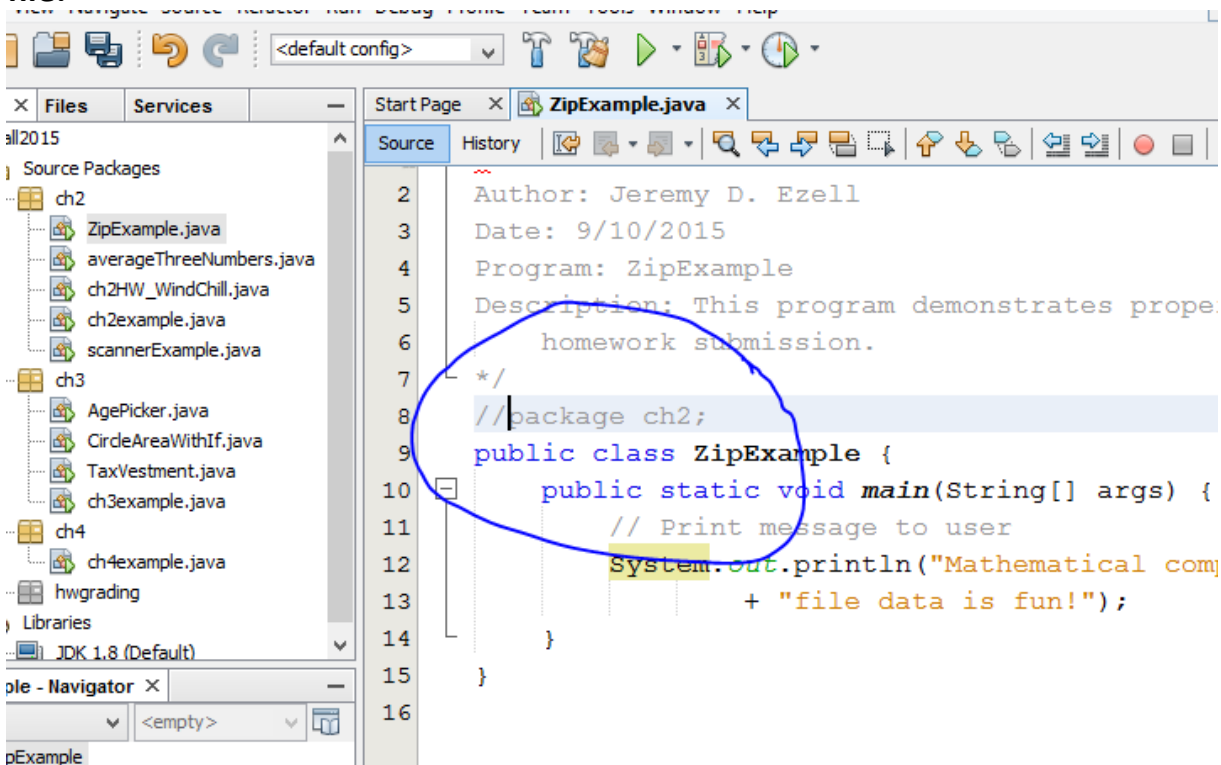 <default config>
Files Services
Start Page ZipExample.java
all2015
Source History
Source Packages
ch2
ZipExample.java
averageThreeNumbers.java
ch2HW_WindChill.java
ch2example.java
scannerExample.java
ch3
AgePicker.java
CircleAreaWithIf.java
TaxVestment.java
ch3example.java
ch4
ch4example.java
hwgrading
Libraries
JDK 1.8 (Default)
ple - Navigator
<empty>
pExample
2 Author: Jeremy D. Ezell
3 Date: 9/10/2015
4 Program: ZipExample
5 Description: This program demonstrates prope
6 homework submission.
7 */
8 //package ch2;
9 public class ZipExample {
10 public static void main(String[] args) {
11 // Print message to user
12 System.out.println("Mathematical comp
13 + "file data is fun!");
14 }
15 }
16